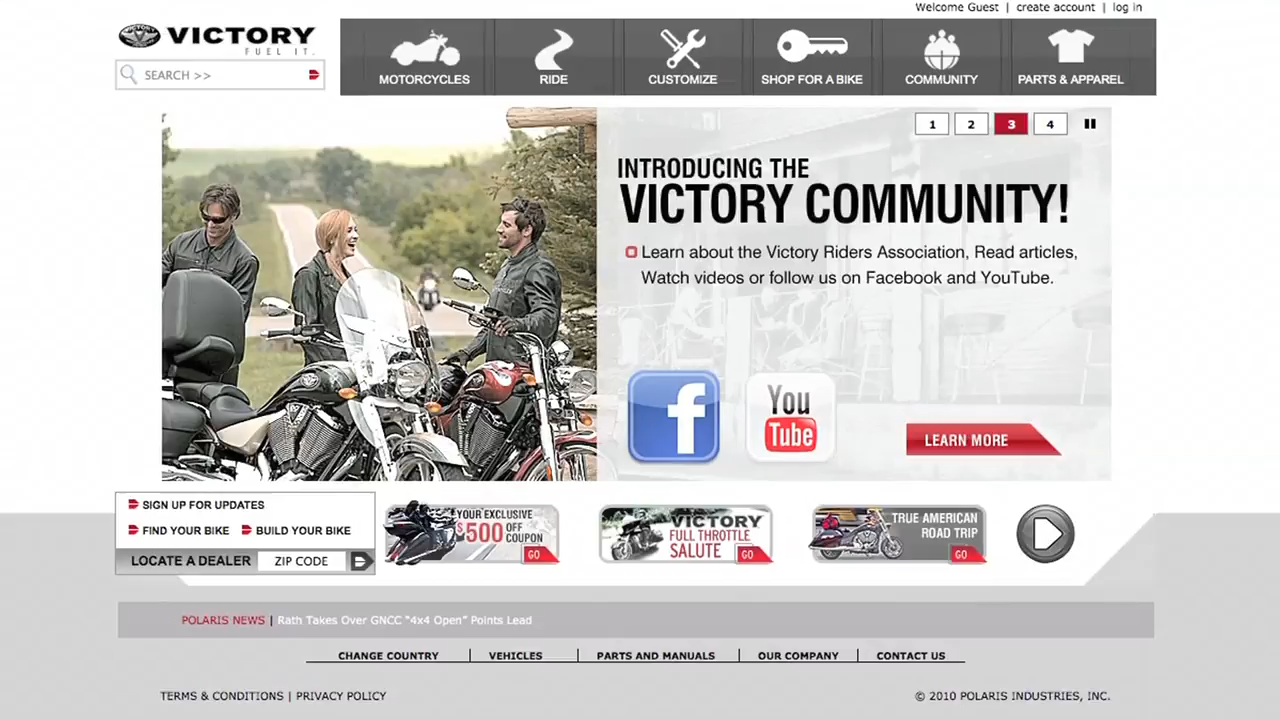 Welcome Guest | create account | log in
VICTORY
FUEL IT.
SEARCH >>
MOTORCYCLES
RIDE
CUSTOMIZE
SHOP FOR A BIKE
COMMUNITY
PARTS & APPAREL
1 2 3 4
INTRODUCING THE
VICTORY COMMUNITY!
Learn about the Victory Riders Association, Read articles,
Watch videos or follow us on Facebook and YouTube.
f
You
Tube
LEARN MORE
SIGN UP FOR UPDATES
FIND YOUR BIKE
BUILD YOUR BIKE
LOCATE A DEALER
ZIP CODE
YOUR EXCLUSIVE
$500 OFF
COUPON
GO
VICTORY
FULL THROTTLE
SALUTE
GO
TRUE AMERICAN
ROAD TRIP
GO
POLARIS NEWS | Rath Takes Over GNCC "4x4 Open" Points Lead
CHANGE COUNTRY
VEHICLES
PARTS AND MANUALS
OUR COMPANY
CONTACT US
TERMS & CONDITIONS | PRIVACY POLICY
© 2010 POLARIS INDUSTRIES, INC.